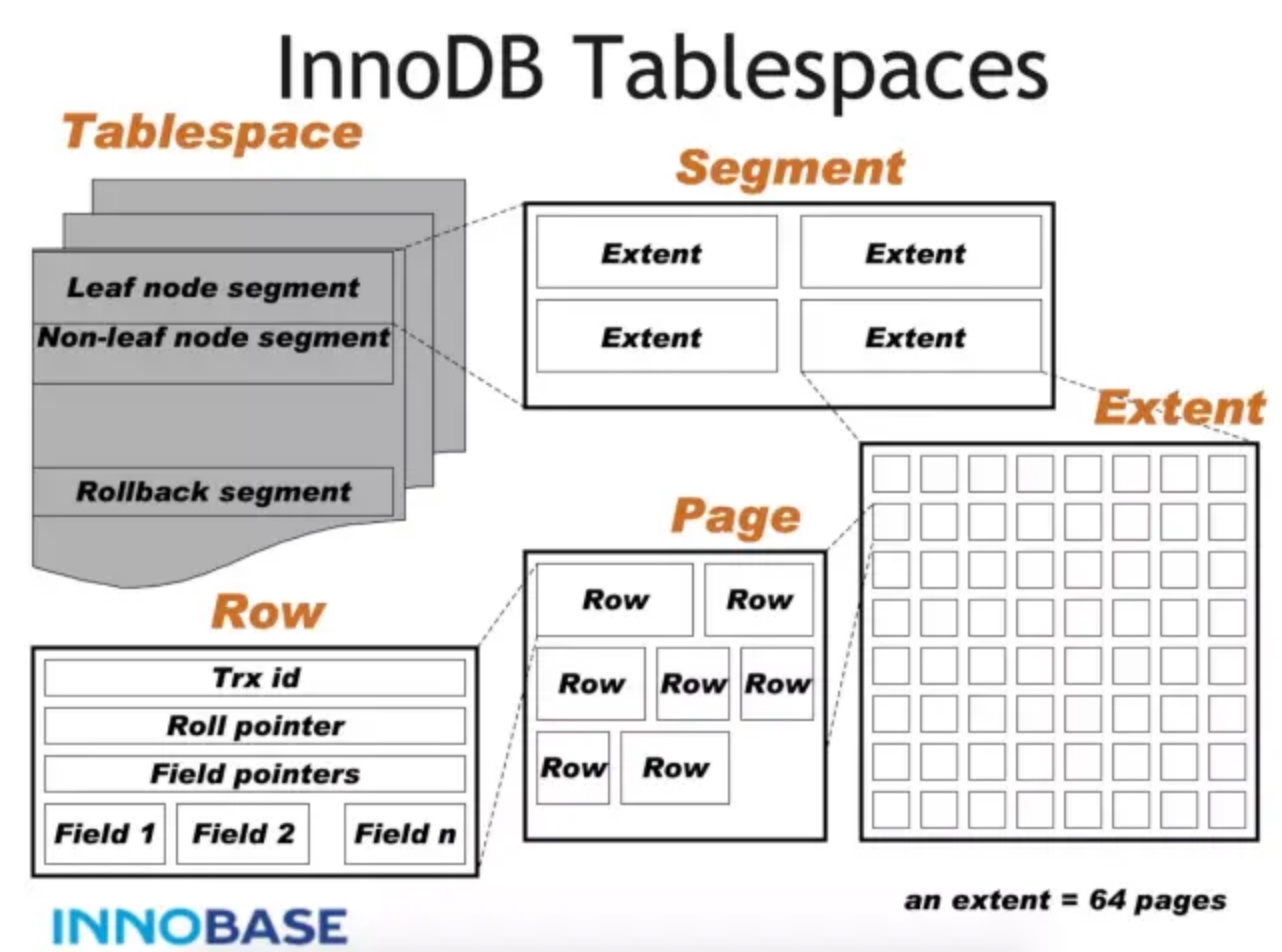 InnoDB Tablespaces
Tablespace
Segment
Leaf node segment
Non-leaf node segment
Rollback segment
Extent Extent
Extent Extent
Extent
Page
Row Row
Row Row Row
Row Row
Row
Trx id
Roll pointer
Field pointers
Field 1 Field 2 Field n
an extent = 64 pages
INNOBASE